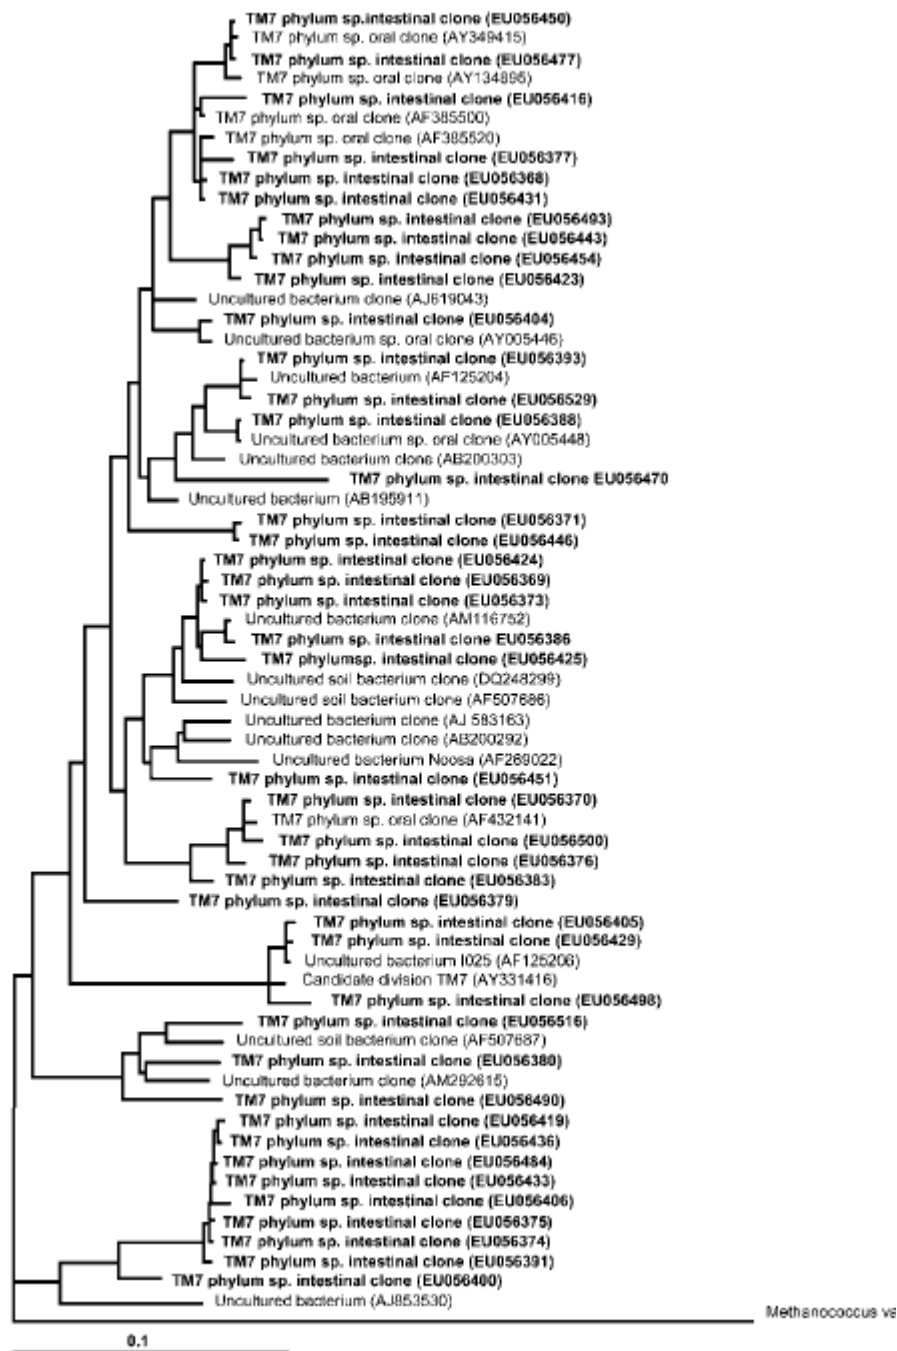 TM7 phylum sp.intestinal clone (EU056450)
TM7 phylum sp. oral clone (AY349415)
TM7 phylum sp. intestinal clone (EU056477)
TM7 phylum sp. oral clone (AY134895)
TM7 phylum sp. intestinal clone (EU056416)
TM7 phylum sp. oral clone (AF385500)
TM7 phylum sp. oral clone (AF385520)
TM7 phylum sp. intestinal clone (EU056377)
TM7 phylum sp. intestinal clone (EU056368)
TM7 phylum sp. intestinal clone (EU056431)
TM7 phylum sp. intestinal clone (EU056493)
TM7 phylum sp. intestinal clone (EU056443)
TM7 phylum sp. intestinal clone (EU056454)
TM7 phylum sp. intestinal clone (EU056423)
Uncultured bacterium clone (AJ619043)
TM7 phylum sp. intestinal clone (EU056404)
Uncultured bacterium sp. oral clone (AY005446)
TM7 phylum sp. intestinal clone (EU056393)
Uncultured bacterium (AF125204)
TM7 phylum sp. intestinal clone (EU056529)
TM7 phylum sp. intestinal clone (EU056388)
Uncultured bacterium sp. oral clone (AY005448)
Uncultured bacterium clone (AB200303)
TM7 phylum sp. intestinal clone EU056470
Uncultured bacterium (AB195911)
TM7 phylum sp. intestinal clone (EU056371)
TM7 phylum sp. intestinal clone (EU056446)
TM7 phylum sp. intestinal clone (EU056424)
TM7 phylum sp. intestinal clone (EU056369)
TM7 phylum sp. intestinal clone (EU056373)
Uncultured bacterium clone (AM116752)
TM7 phylum sp. intestinal clone EU056386
TM7 phylumsp. intestinal clone (EU056425)
Uncultured soil bacterium clone (DQ248299)
Uncultured soil bacterium clone (AF507686)
Uncultured bacterium clone (AJ 583163)
Uncultured bacterium clone (AB200292)
Uncultured bacterium Noosa (AF269022)
TM7 phylum sp. intestinal clone (EU056451)
TM7 phylum sp. intestinal clone (EU056370)
TM7 phylum sp. oral clone (AF432141)
TM7 phylum sp. intestinal clone (EU056500)
TM7 phylum sp. intestinal clone (EU056376)
TM7 phylum sp. intestinal clone (EU056383)
TM7 phylum sp. intestinal clone (EU056379)
TM7 phylum sp. intestinal clone (EU056405)
TM7 phylum sp. intestinal clone (EU056429)
Uncultured bacterium I025 (AF125206)
Candidate division TM7 (AY331416)
TM7 phylum sp. intestinal clone (EU056498)
TM7 phylum sp. intestinal clone (EU056516)
Uncultured soil bacterium clone (AF507687)
TM7 phylum sp. intestinal clone (EU056380)
Uncultured bacterium clone (AM292615)
TM7 phylum sp. intestinal clone (EU056490)
TM7 phylum sp. intestinal clone (EU056419)
TM7 phylum sp. intestinal clone (EU056436)
TM7 phylum sp. intestinal clone (EU056484)
TM7 phylum sp. intestinal clone (EU056433)
TM7 phylum sp. intestinal clone (EU056406)
TM7 phylum sp. intestinal clone (EU056375)
TM7 phylum sp. intestinal clone (EU056374)
TM7 phylum sp. intestinal clone (EU056391)
TM7 phylum sp. intestinal clone (EU056400)
Uncultured bacterium (AJ853530)
Methanococcus va
0.1